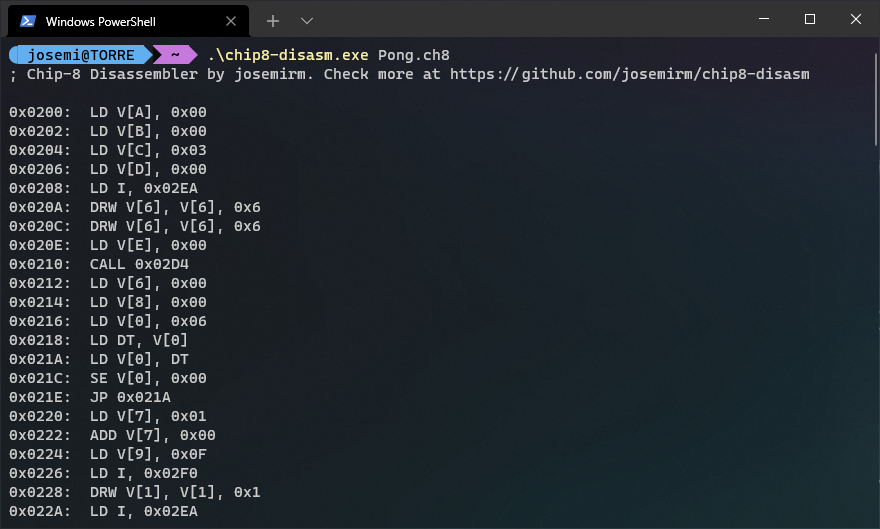 Windows PowerShell
josemi@TORRE ~ .\chip8-disasm.exe Pong.ch8
; Chip-8 Disassembler by josemirm. Check more at https://github.com/josemirm/chip8-disasm
0x0200: LD V[A], 0x00
0x0202: LD V[B], 0x00
0x0204: LD V[C], 0x03
0x0206: LD V[D], 0x00
0x0208: LD I, 0x02EA
0x020A: DRW V[6], V[6], 0x6
0x020C: DRW V[6], V[6], 0x6
0x020E: LD V[E], 0x00
0x0210: CALL 0x02D4
0x0212: LD V[6], 0x00
0x0214: LD V[8], 0x00
0x0216: LD V[0], 0x06
0x0218: LD DT, V[0]
0x021A: LD V[0], DT
0x021C: SE V[0], 0x00
0x021E: JP 0x021A
0x0220: LD V[7], 0x01
0x0222: ADD V[7], 0x00
0x0224: LD V[9], 0x0F
0x0226: LD I, 0x02F0
0x0228: DRW V[1], V[1], 0x1
0x022A: LD I, 0x02EA